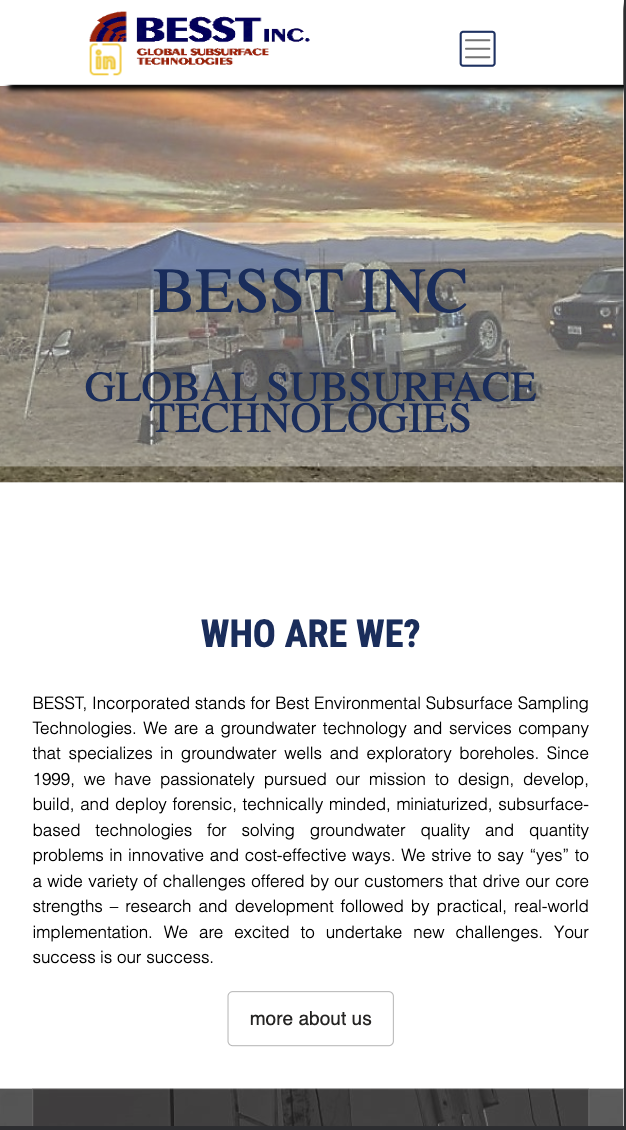 BESST INC.
GLOBAL SUBSURFACE
TECHNOLOGIES
in
BESST INC
GLOBAL SUBSURFACE
TECHNOLOGIES
WHO ARE WE?
BESST, Incorporated stands for Best Environmental Subsurface Sampling
Technologies. We are a groundwater technology and services company
that specializes in groundwater wells and exploratory boreholes. Since
1999, we have passionately pursued our mission to design, develop,
build, and deploy forensic, technically minded, miniaturized, subsurface-
based technologies for solving groundwater quality and quantity
problems in innovative and cost-effective ways. We strive to say “yes” to
a wide variety of challenges offered by our customers that drive our core
strengths – research and development followed by practical, real-world
implementation. We are excited to undertake new challenges. Your
success is our success.
more about us